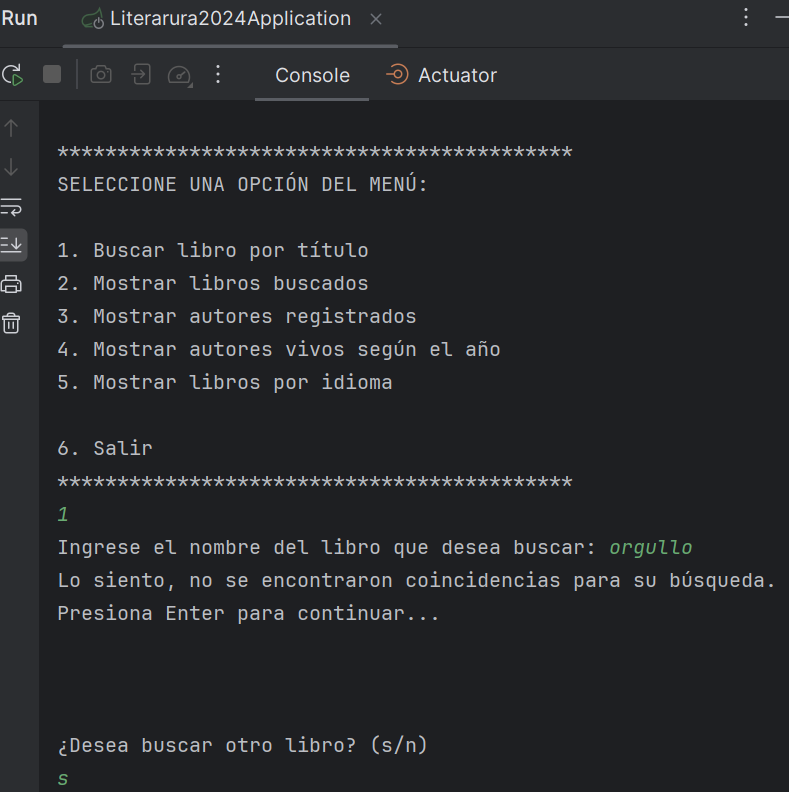 Run Literarura2024Application
Console Actuator
*******************************************
SELECCIONE UNA OPCIÓN DEL MENÚ:
1. Buscar libro por título
2. Mostrar libros buscados
3. Mostrar autores registrados
4. Mostrar autores vivos según el año
5. Mostrar libros por idioma
6. Salir
*******************************************
1
Ingrese el nombre del libro que desea buscar: orgullo
Lo siento, no se encontraron coincidencias para su búsqueda.
Presiona Enter para continuar...
¿Desea buscar otro libro? (s/n)
s